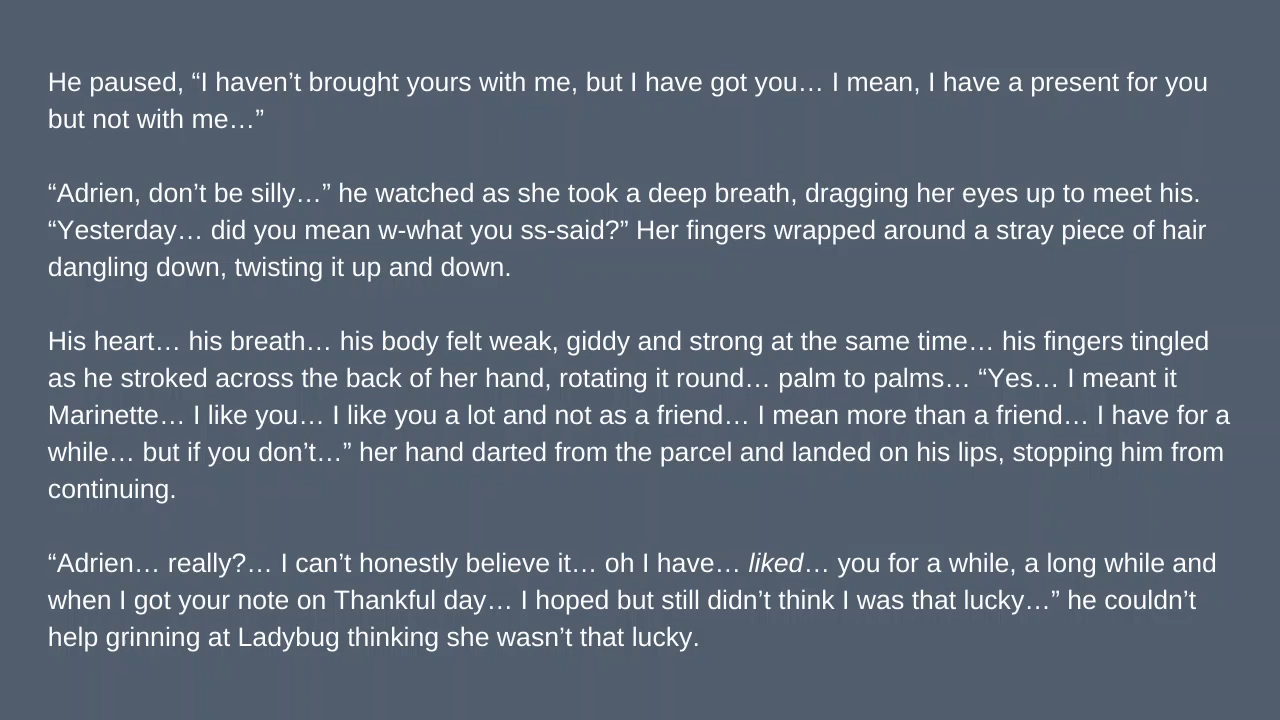 He paused, “I haven’t brought yours with me, but I have got you… I mean, I have a present for you
but not with me…”
“Adrien, don’t be silly…” he watched as she took a deep breath, dragging her eyes up to meet his.
“Yesterday… did you mean w-what you ss-said?” Her fingers wrapped around a stray piece of hair
dangling down, twisting it up and down.
His heart… his breath… his body felt weak, giddy and strong at the same time… his fingers tingled
as he stroked across the back of her hand, rotating it round… palm to palms… “Yes… I meant it
Marinette… I like you… I like you a lot and not as a friend… I mean more than a friend… I have for a
while… but if you don’t…” her hand darted from the parcel and landed on his lips, stopping him from
continuing.
“Adrien… really?… I can’t honestly believe it… oh I have… liked… you for a while, a long while and
when I got your note on Thankful day… I hoped but still didn’t think I was that lucky…” he couldn’t
help grinning at Ladybug thinking she wasn’t that lucky.